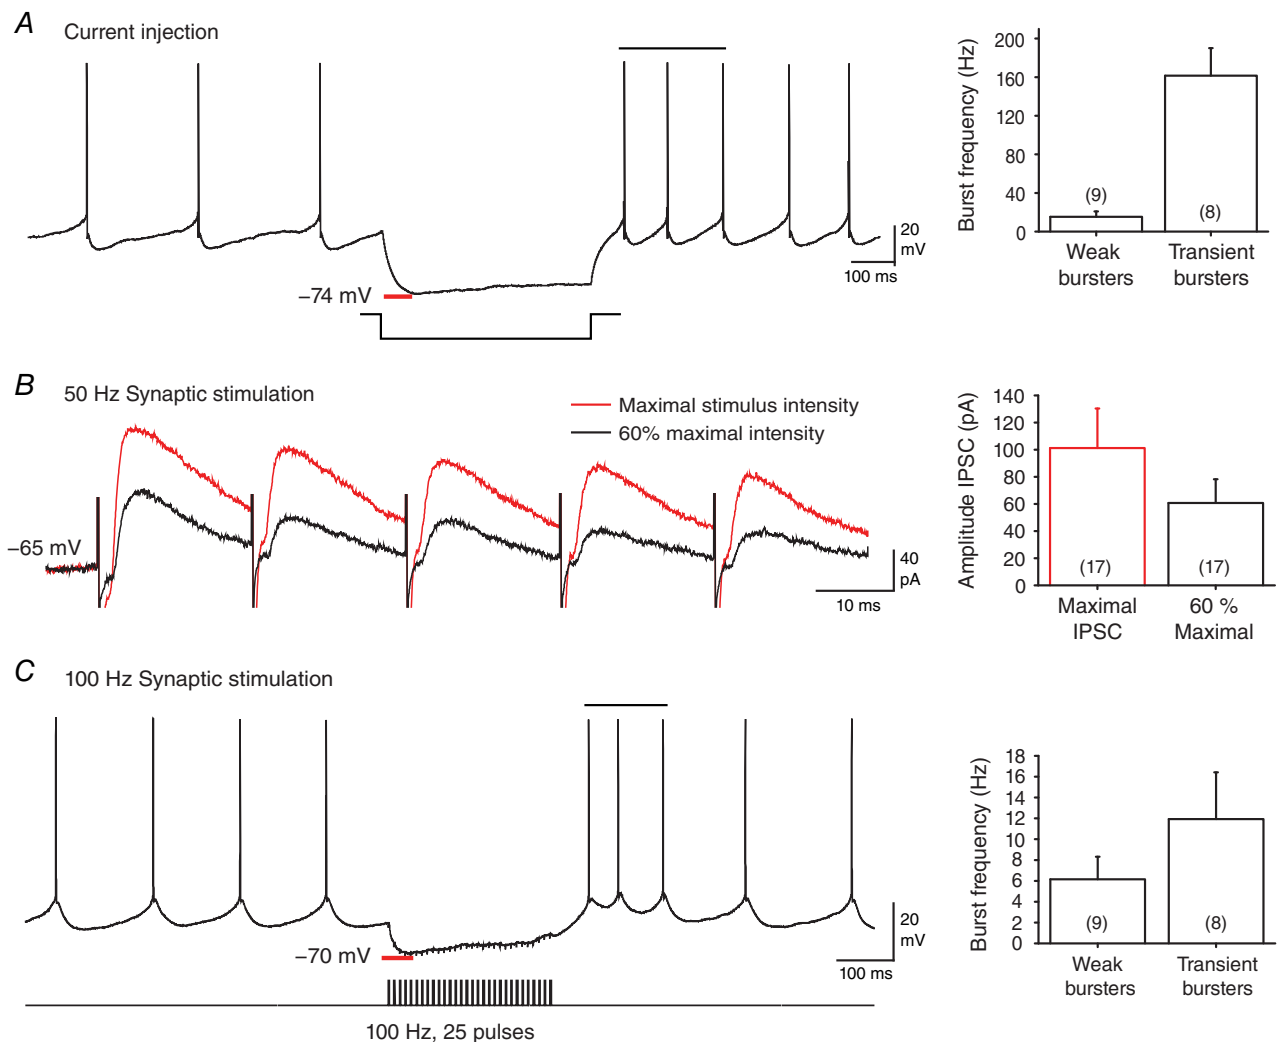 A
Current injection
−74 mV
20
mV
100 ms
Burst frequency (Hz)
200
160
120
80
40
0
(9)
(8)
Weak
bursters
Transient
bursters
B
50 Hz Synaptic stimulation
Maximal stimulus intensity
60% maximal intensity
−65 mV
40
pA
10 ms
Amplitude IPSC (pA)
140
120
100
80
60
40
20
0
(17)
(17)
Maximal
IPSC
60 %
Maximal
C
100 Hz Synaptic stimulation
−70 mV
20
mV
100 ms
100 Hz, 25 pulses
Burst frequency (Hz)
18
16
14
12
10
8
6
4
2
0
(9)
(8)
Weak
bursters
Transient
bursters